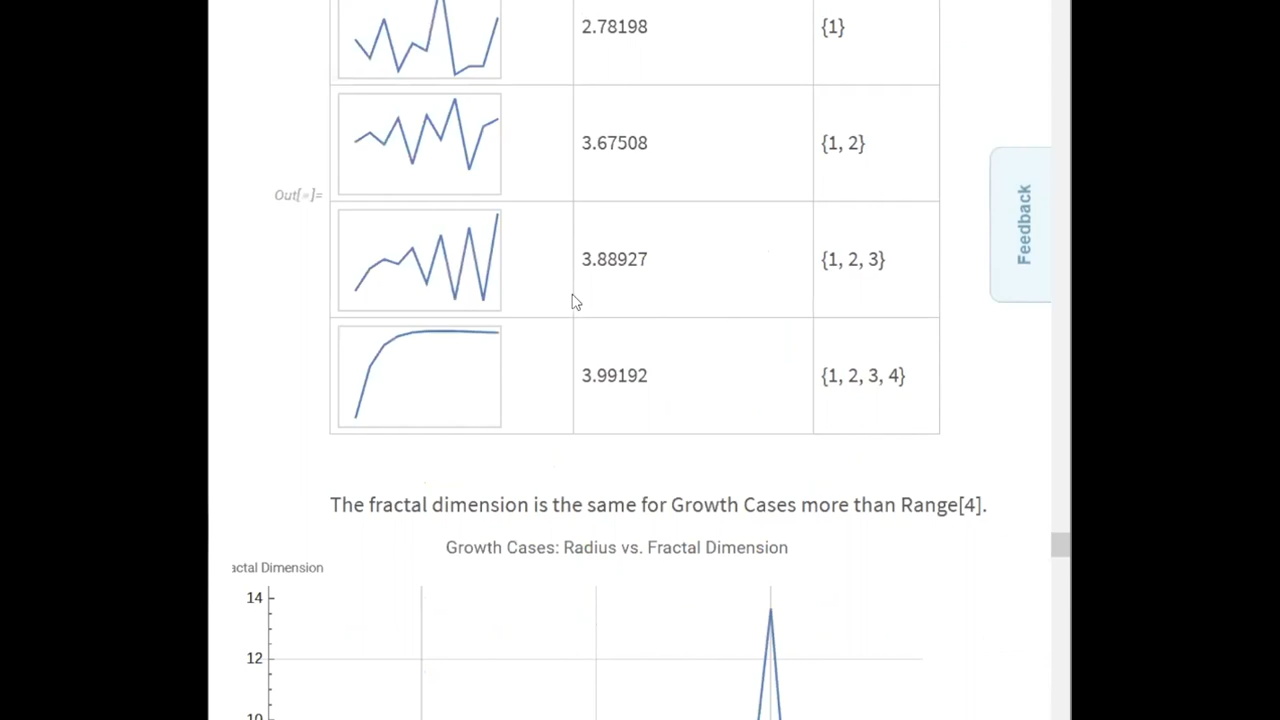 2.78198 {1}
3.67508 {1, 2}
Out[=]=
3.88927 {1, 2, 3}
3.99192 {1, 2, 3, 4}
Feedback
The fractal dimension is the same for Growth Cases more than Range[4].
Growth Cases: Radius vs. Fractal Dimension
actal Dimension
14
12
10